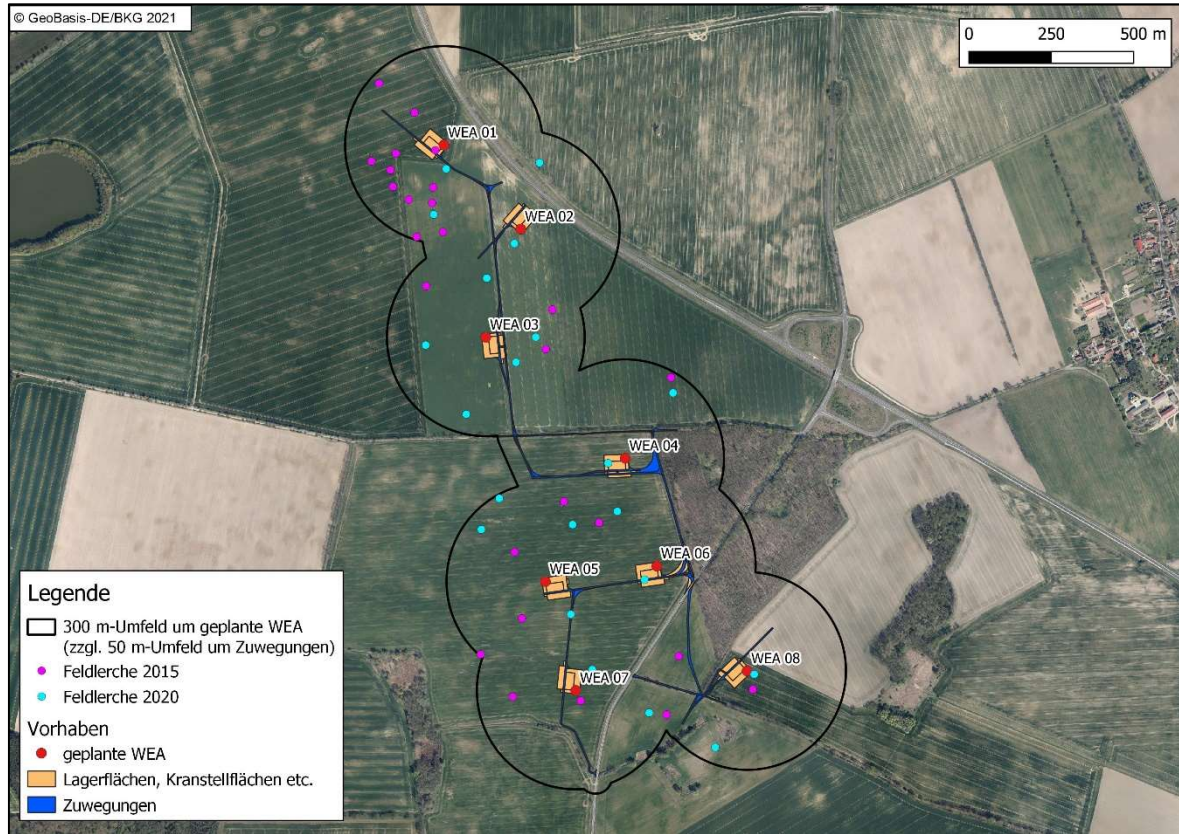 © GeoBasis-DE/BKG 2021
0 250 500 m
WEA 01
WEA 02
WEA 03
WEA 04
WEA 05
WEA 06
WEA 07
WEA 08
Legende
300 m-Umfeld um geplante WEA
(zzgl. 50 m-Umfeld um Zuwegungen)
Feldlerche 2015
Feldlerche 2020
Vorhaben
geplante WEA
Lagerflächen, Kranstellflächen etc.
Zuwegungen